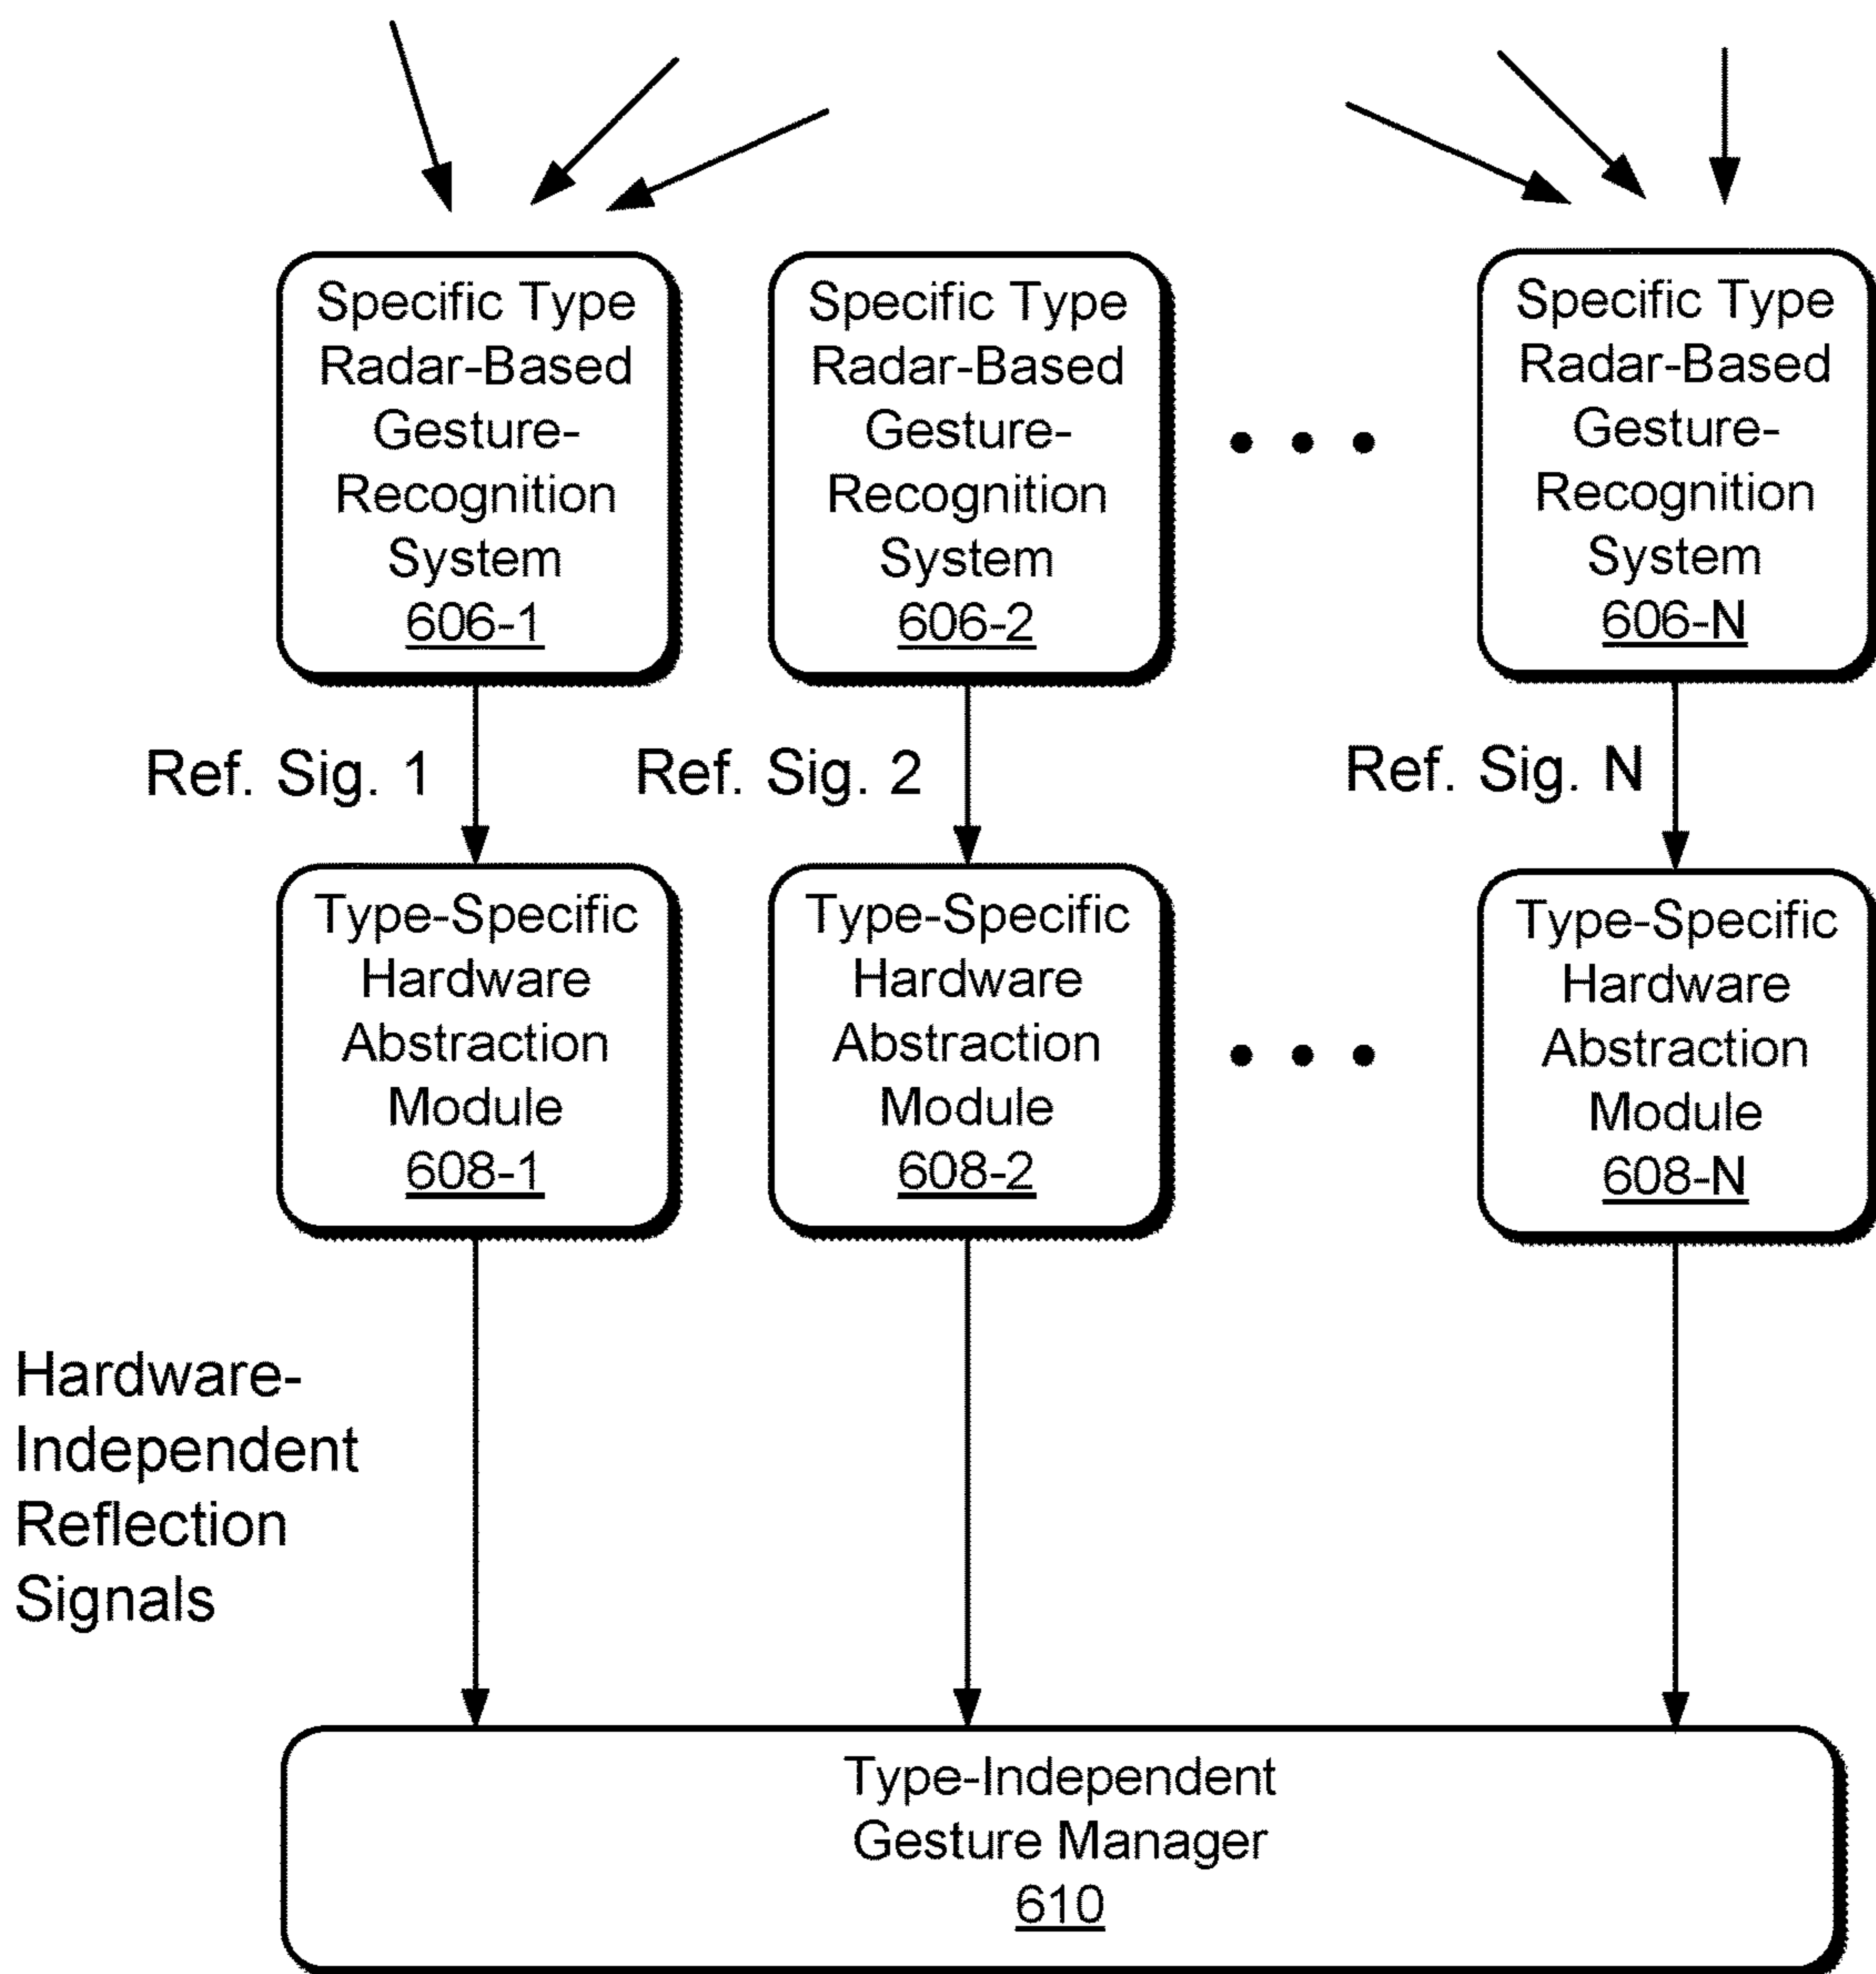 Specific Type
Radar-Based
Gesture-
Recognition
System
606-1
Specific Type
Radar-Based
Gesture-
Recognition
System
606-2
• • •
Specific Type
Radar-Based
Gesture-
Recognition
System
606-N
Ref. Sig. 1
Ref. Sig. 2
Ref. Sig. N
Type-Specific
Hardware
Abstraction
Module
608-1
Type-Specific
Hardware
Abstraction
Module
608-2
• • •
Type-Specific
Hardware
Abstraction
Module
608-N
Hardware-
Independent
Reflection
Signals
Type-Independent
Gesture Manager
610